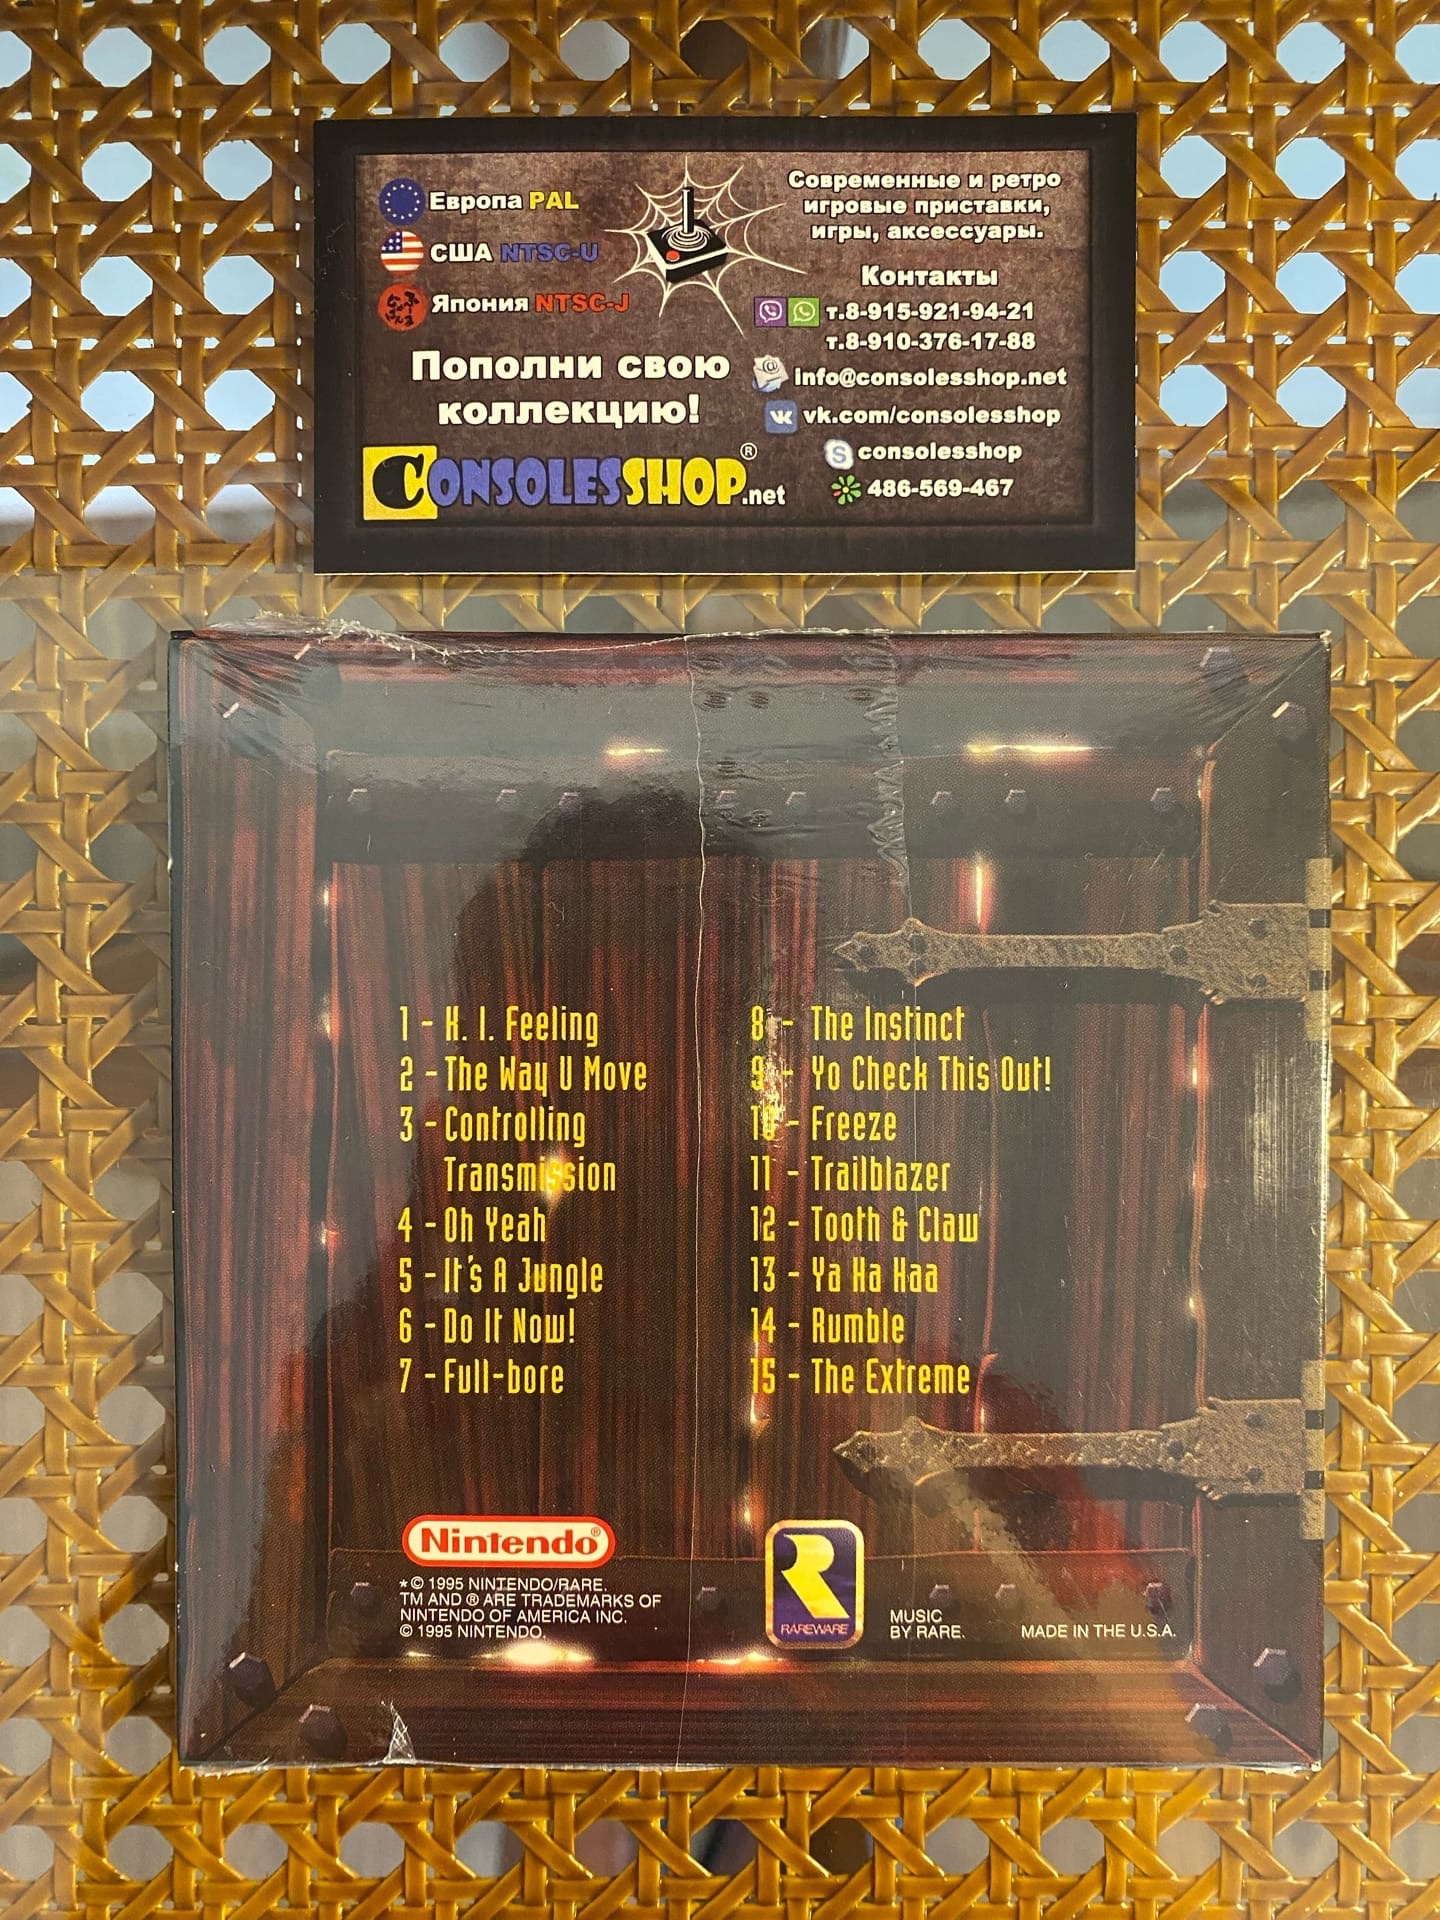 Европа PAL
США NTSC-U
Япония NTSC-J
Пополни свою
коллекцию!
CONSOLESSHOP.net
®
Современные и ретро
игровые приставки,
игры, аксессуары.
Контакты
т.8-915-921-94-21
т.8-910-376-17-88
info@consolesshop.net
vk.com/consolesshop
consolesshop
486-569-467
1 - K. I. Feeling
2 - The Way U Move
3 - Controlling
Transmission
4 - Oh Yeah
5 - It's A Jungle
6 - Do It Now!
7 - Full-bore
8 - The Instinct
9 - Yo Check This Out!
10 - Freeze
11 - Trailblazer
12 - Tooth & Claw
13 - Ya Ha Haa
14 - Rumble
15 - The Extreme
Nintendo®
*© 1995 NINTENDO/RARE.
TM AND ® ARE TRADEMARKS OF
NINTENDO OF AMERICA INC.
© 1995 NINTENDO.
R
RAREWARE
MUSIC
BY RARE.
MADE IN THE U.S.A.